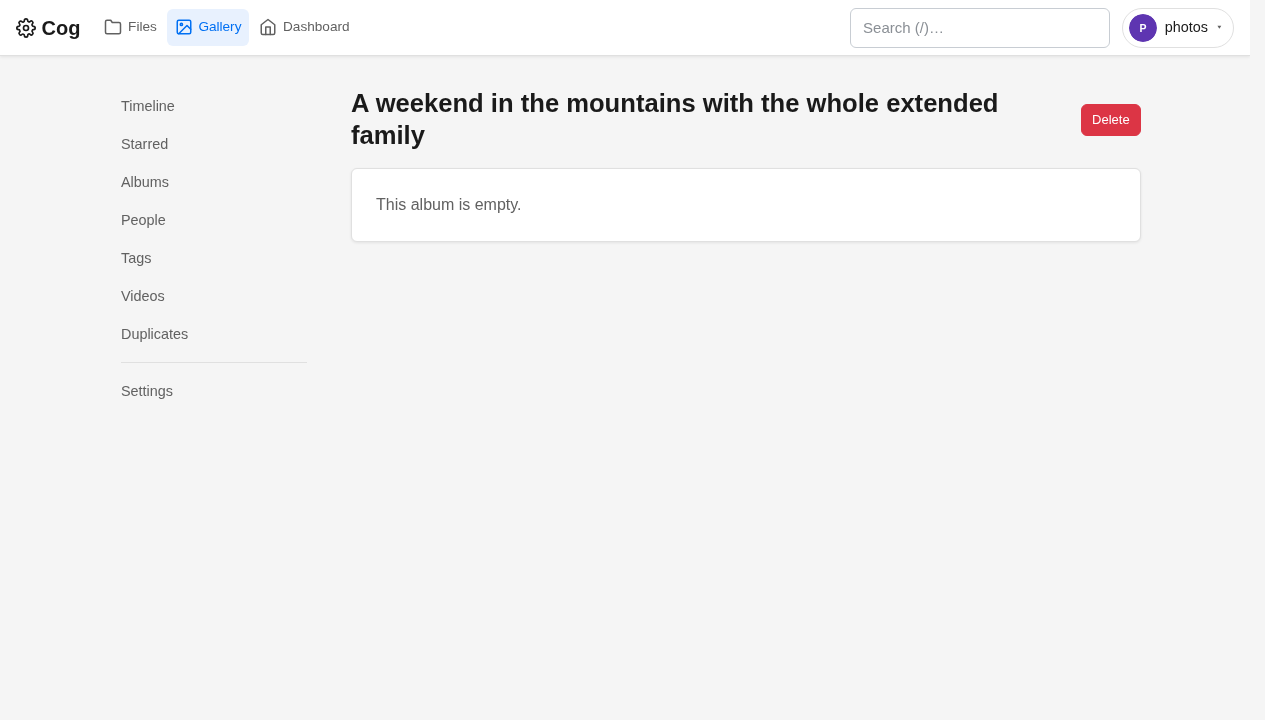 Cog
Files
Gallery
Dashboard
Search (/)…
P
photos
Timeline
Starred
Albums
People
Tags
Videos
Duplicates
Settings
A weekend in the mountains with the whole extended
family
Delete
This album is empty.